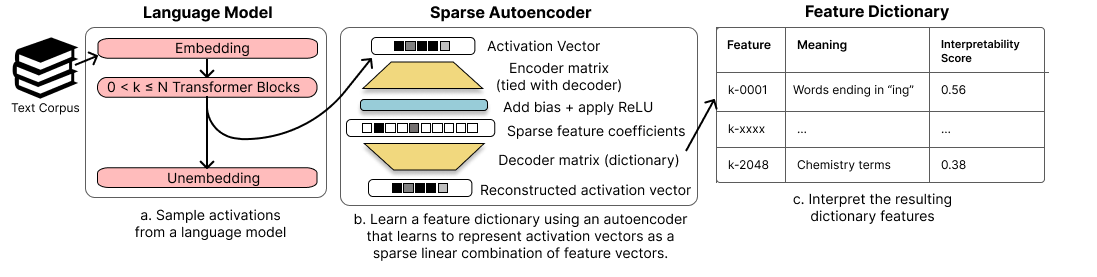 Language Model
Text Corpus
Embedding
0 < k ≤ N Transformer Blocks
Unembedding
a. Sample activations
from a language model
Sparse Autoencoder
Activation Vector
Encoder matrix
(tied with decoder)
Add bias + apply ReLU
Sparse feature coefficients
Decoder matrix (dictionary)
Reconstructed activation vector
b. Learn a feature dictionary using an autoencoder
that learns to represent activation vectors as a
sparse linear combination of feature vectors.
Feature Dictionary
Feature Meaning Interpretability
Score
k-0001 Words ending in “ing” 0.56
k-xxxx ... ...
k-2048 Chemistry terms 0.38
c. Interpret the resulting
dictionary features